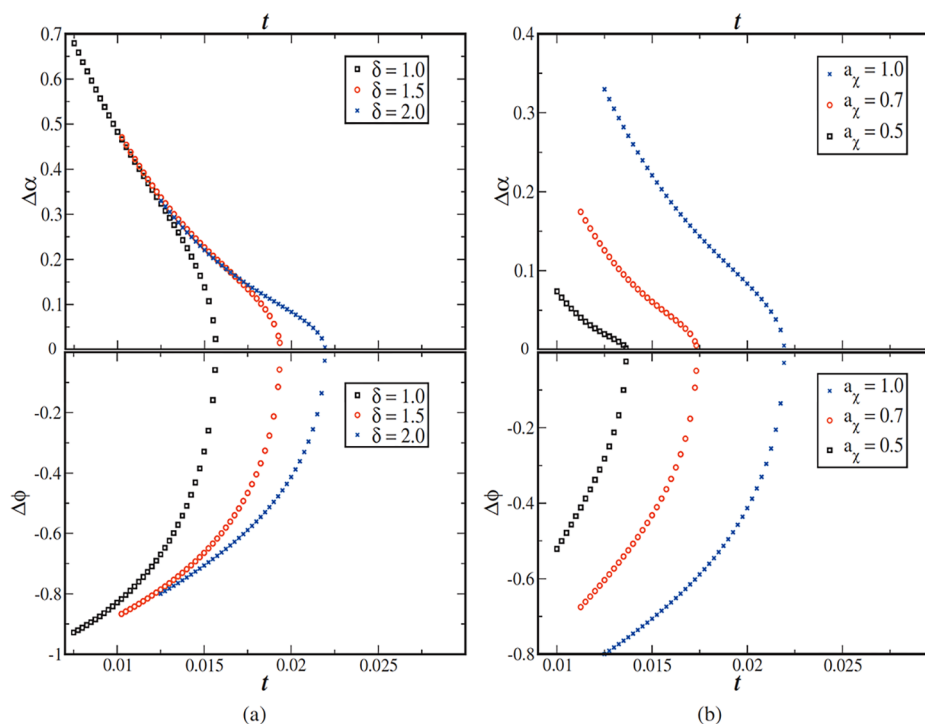 t
t
0.7
0.6
0.5
0.4
0.3
0.2
0.1
0
Δα
δ = 1.0
δ = 1.5
δ = 2.0
0.4
0.3
0.2
0.1
0
Δα
aχ = 1.0
aχ = 0.7
aχ = 0.5
-0.2
-0.4
-0.6
-0.8
-1
Δϕ
δ = 1.0
δ = 1.5
δ = 2.0
-0.2
-0.4
-0.6
-0.8
Δϕ
aχ = 1.0
aχ = 0.7
aχ = 0.5
0.01 0.015 0.02 0.025
t
0.01 0.015 0.02 0.025
t
(a)
(b)